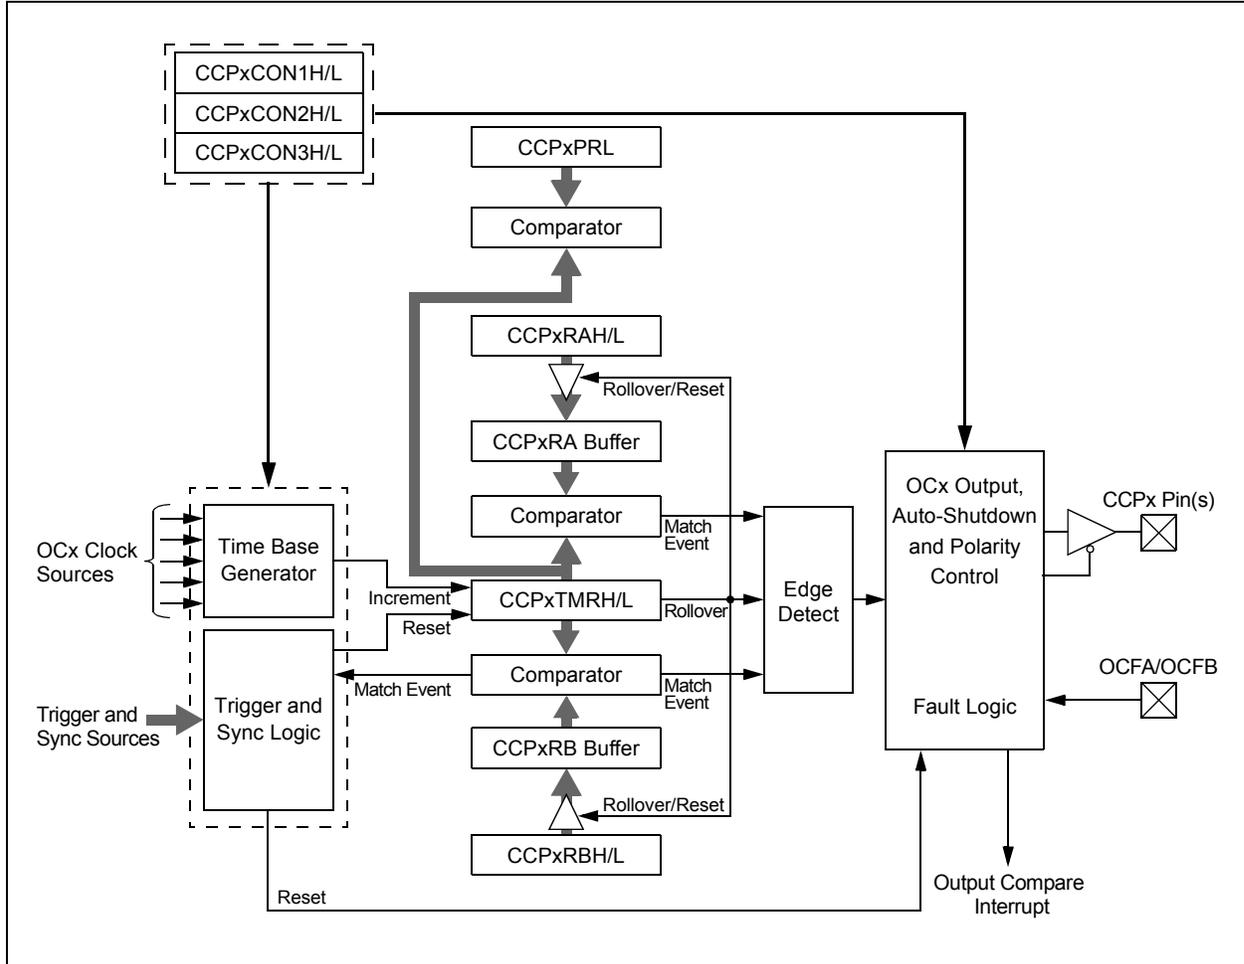 CCPxCON1H/L
CCPxCON2H/L
CCPxCON3H/L
CCPxPRL
Comparator
CCPxRAH/L
Rollover/Reset
CCPxRA Buffer
Comparator
Match
Event
OCx Clock
Sources
Time Base
Generator
Increment
Reset
CCPxTMRH/L
Rollover
Edge
Detect
OCx Output,
Auto-Shutdown
and Polarity
Control
Fault Logic
CCPx Pin(s)
OCFA/OCFB
Trigger and
Sync Sources
Trigger and
Sync Logic
Match Event
Comparator
Match
Event
CCPxRB Buffer
Rollover/Reset
CCPxRBH/L
Reset
Output Compare
Interrupt